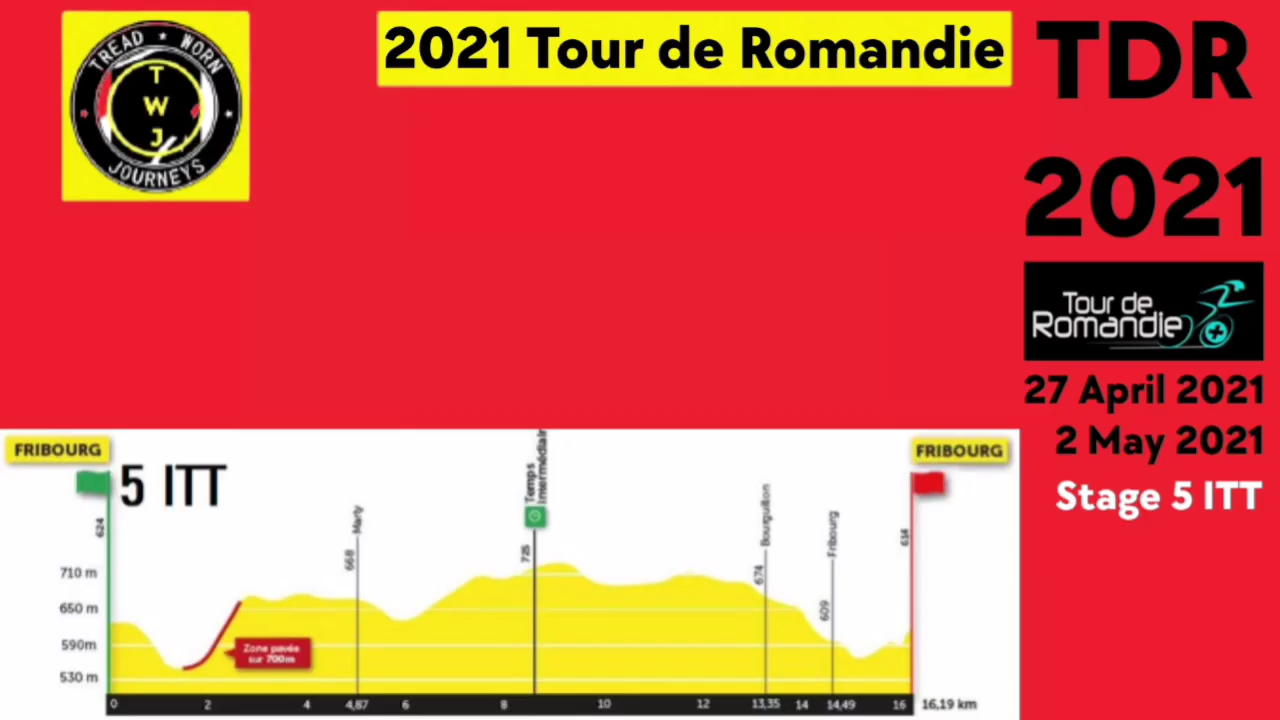 TREAD ★ WORN
T
W
J
JOURNEYS
2021 Tour de Romandie
TDR
2021
Tour de
Romandie
27 April 2021
2 May 2021
Stage 5 ITT
FRIBOURG
5 ITT
FRIBOURG
624
668 Marly
725 Temps
intermédiair
674 Bourguillon
609 Fribourg
614
710 m
650 m
590m
530 m
Zone pavée
sur 700m
0 2 4 4,87 6 8 10 12 13,35 14 14,49 16 16,19 km